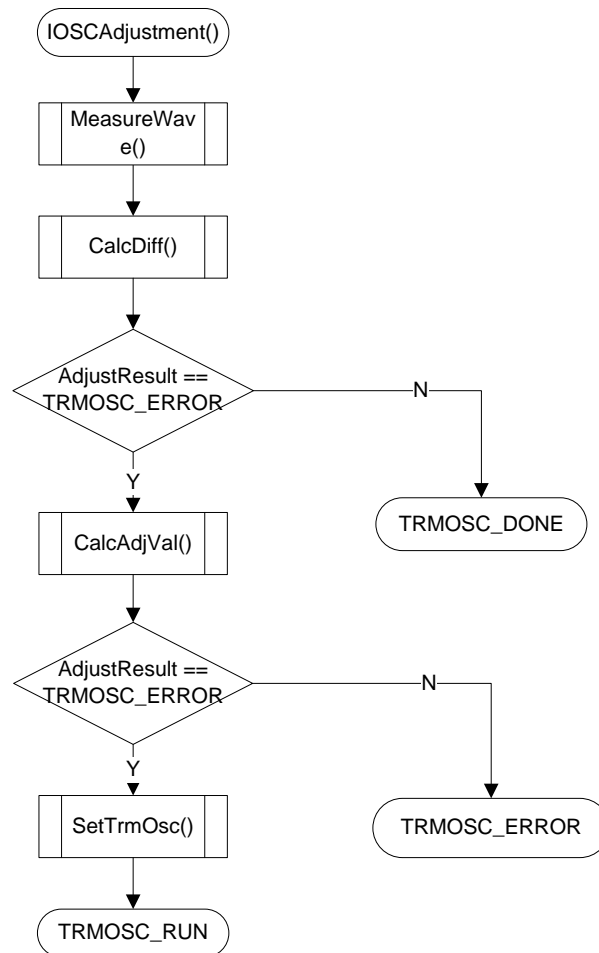 IOSCAdjustment()
MeasureWav
e()
CalcDiff()
AdjustResult ==
TRMOSC_ERROR
N
Y
TRMOSC_DONE
CalcAdjVal()
AdjustResult ==
TRMOSC_ERROR
N
Y
SetTrmOsc()
TRMOSC_ERROR
TRMOSC_RUN